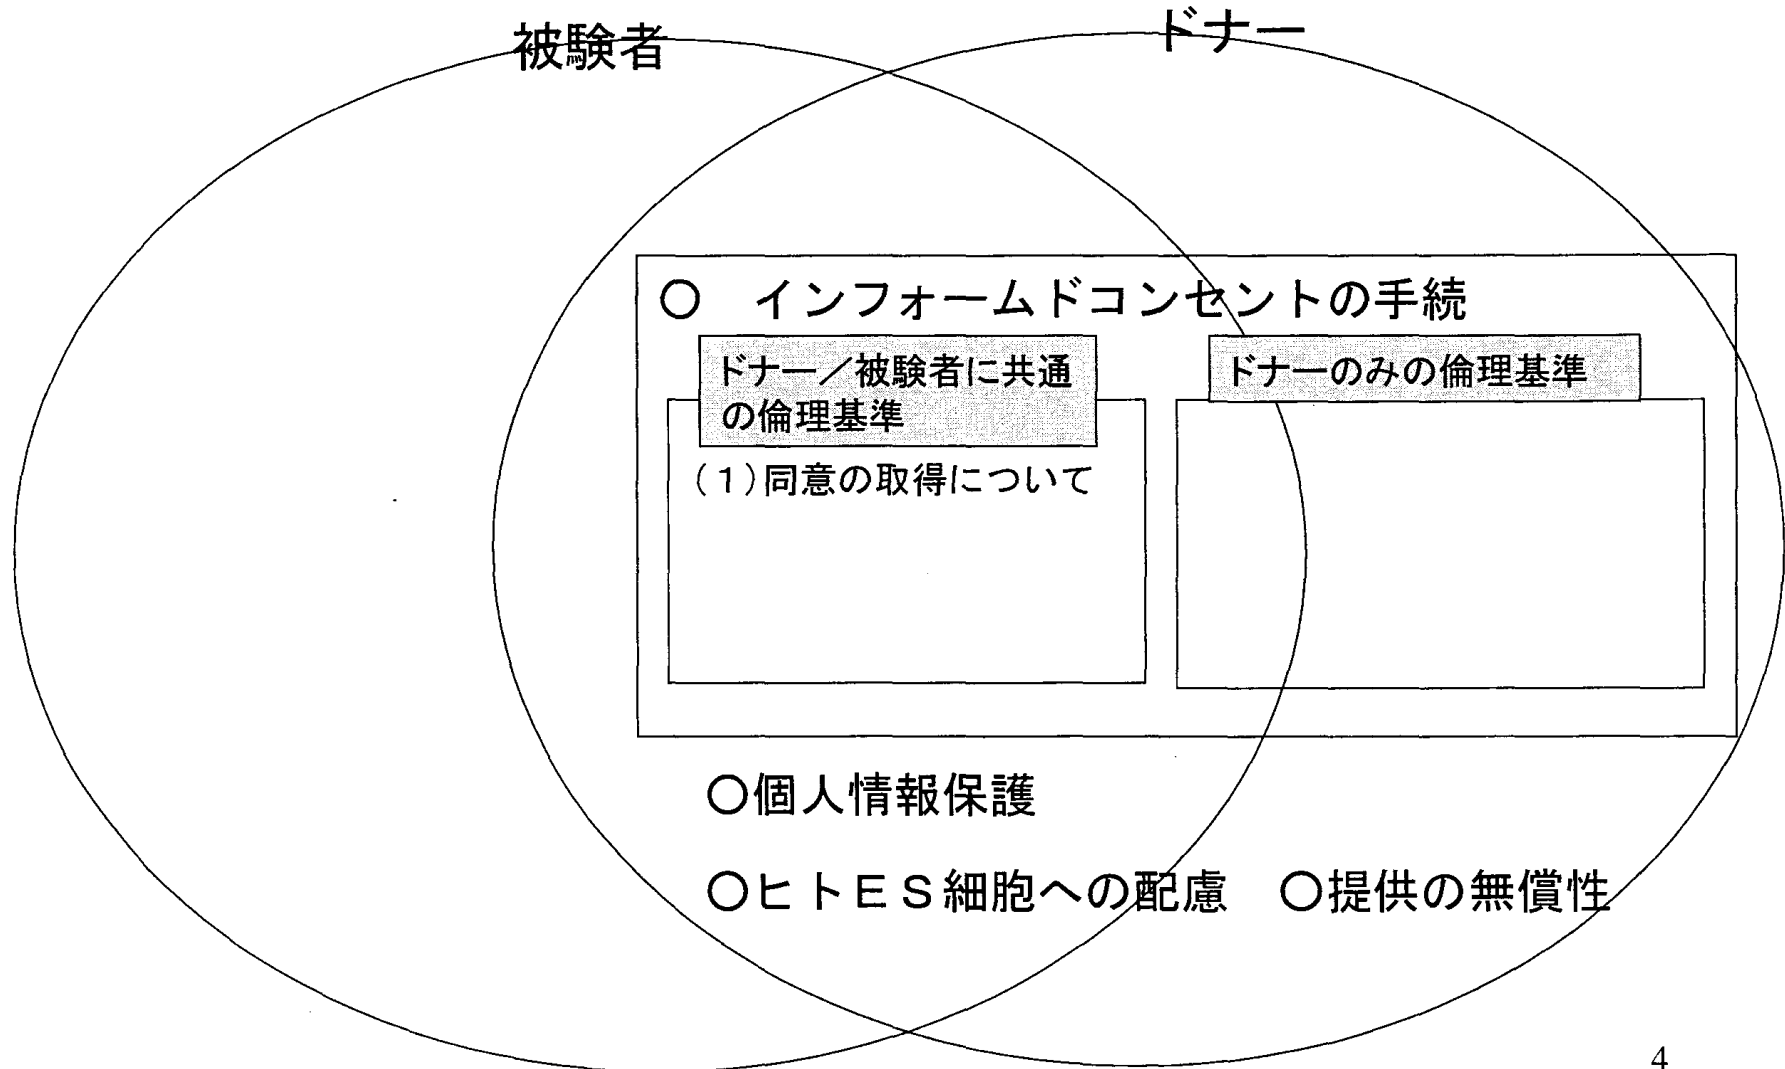 被験者
ドナー
○　インフォームドコンセントの手続
ドナー／被験者に共通
の倫理基準
ドナーのみの倫理基準
（１）同意の取得について
○個人情報保護
○ヒトＥＳ細胞への配慮　○提供の無償性
4